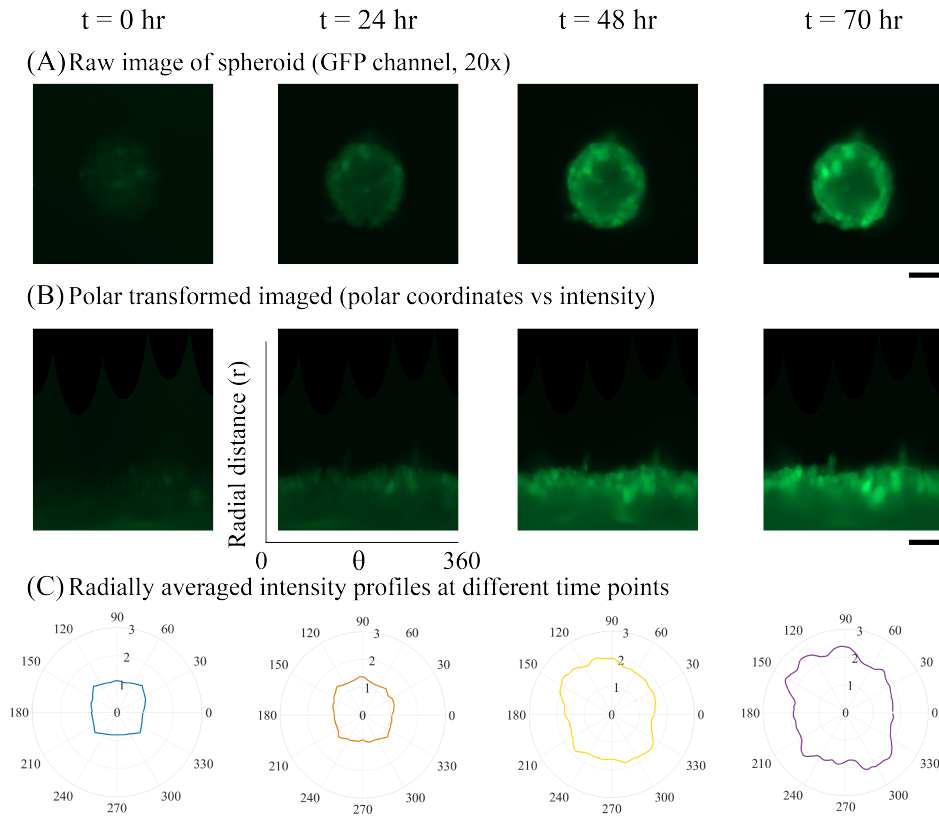 t = 0 hr t = 24 hr t = 48 hr t = 70 hr
(A) Raw image of spheroid (GFP channel, 20x)
(B) Polar transformed imaged (polar coordinates vs intensity)
Radial distance (r)
0 θ 360
(C) Radially averaged intensity profiles at different time points
0 30 60 90 120 150 180 210 240 270 300 330 0 1 2 3
0 30 60 90 120 150 180 210 240 270 300 330 0 1 2 3
0 30 60 90 120 150 180 210 240 270 300 330 0 1 2 3
0 30 60 90 120 150 180 210 240 270 300 330 0 1 2 3